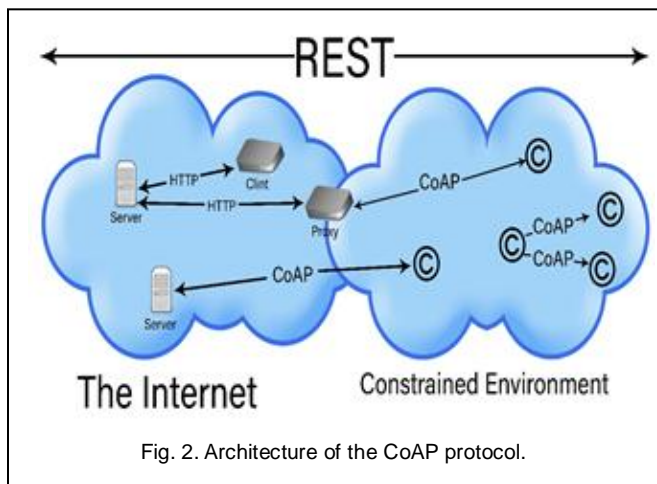 REST
HTTP
Clint
Server
HTTP
Proxy
CoAP
©
CoAP
©
©
CoAP
©
CoAP
©
Server
The Internet
Constrained Environment
Fig. 2. Architecture of the CoAP protocol.